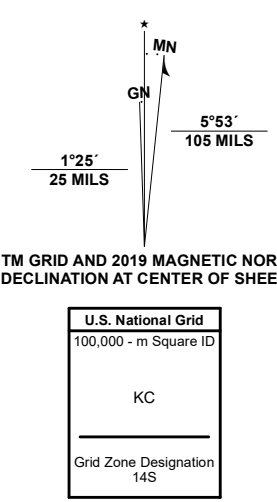 ★
MN
GN
5°53´
105 MILS
1°25´
25 MILS
TM GRID AND 2019 MAGNETIC NOR
DECLINATION AT CENTER OF SHEE
U.S. National Grid
100,000 - m Square ID
KC
Grid Zone Designation
14S